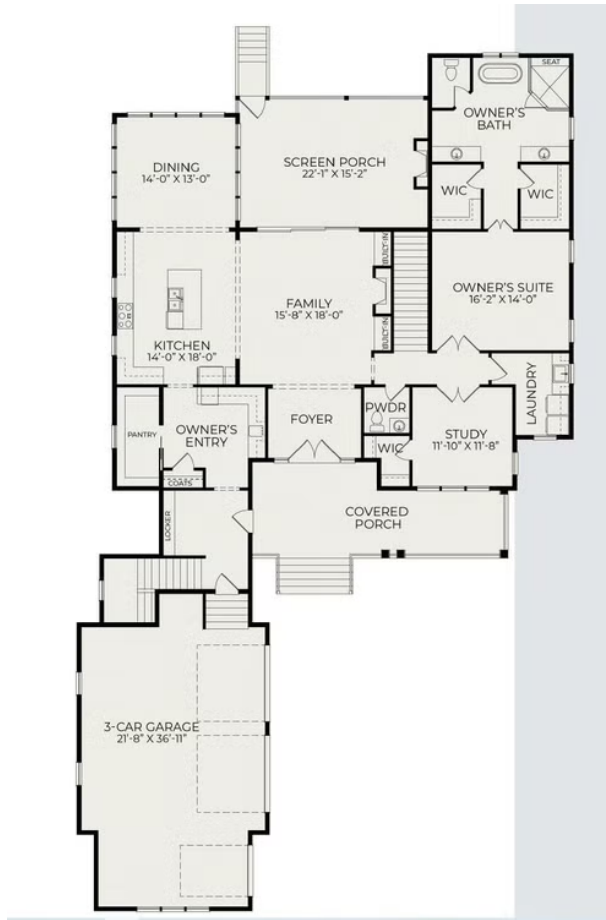 SEAT
OWNER'S
BATH
DINING
14'-0" X 13'-0"
SCREEN PORCH
22'-1" X 15'-2"
WIC
WIC
BUILT-IN
OWNER'S SUITE
16'-2" X 14'-0"
FAMILY
15'-8" X 18'-0"
KITCHEN
14'-0" X 18'-0"
BUILT-IN
LAUNDRY
PWDR
FOYER
PANTRY
OWNER'S
ENTRY
STUDY
11'-10" X 11'-8"
WIC
COATS
LOCKER
COVERED
PORCH
3-CAR GARAGE
21'-8" X 36'-11"